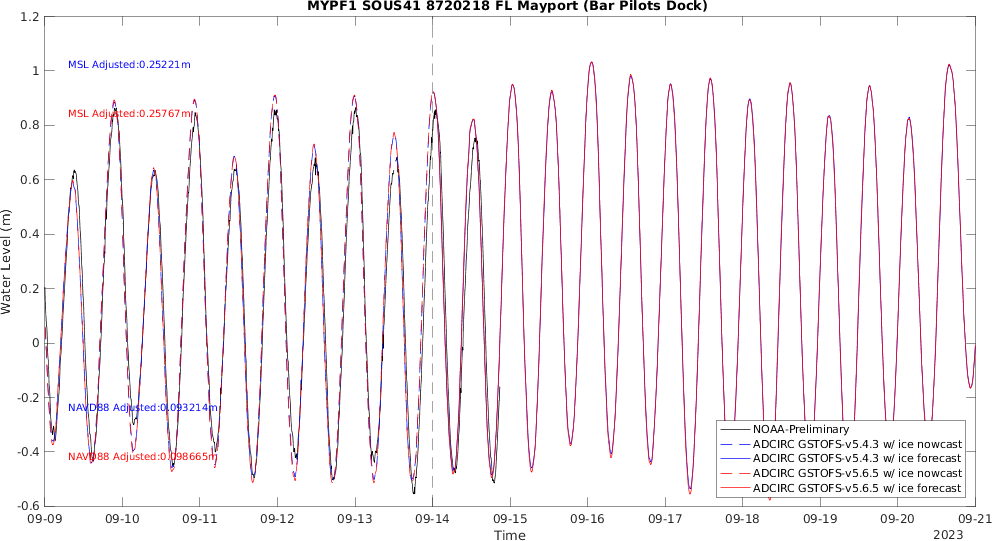 MYPF1 SOUS41 8720218 FL Mayport (Bar Pilots Dock)
1.2
1
0.8
0.6
0.4
0.2
0
-0.2
-0.4
-0.6
Water Level (m)
MSL Adjusted:0.25221m
MSL Adjusted:0.25767m
NAVD88 Adjusted:0.093214m
NAVD88 Adjusted:0.098665m
NOAA-Preliminary
ADCIRC GSTOFS-v5.4.3 w/ ice nowcast
ADCIRC GSTOFS-v5.4.3 w/ ice forecast
ADCIRC GSTOFS-v5.6.5 w/ ice nowcast
ADCIRC GSTOFS-v5.6.5 w/ ice forecast
09-09 09-10 09-11 09-12 09-13 09-14 09-15 09-16 09-17 09-18 09-19 09-20 09-21
Time
2023